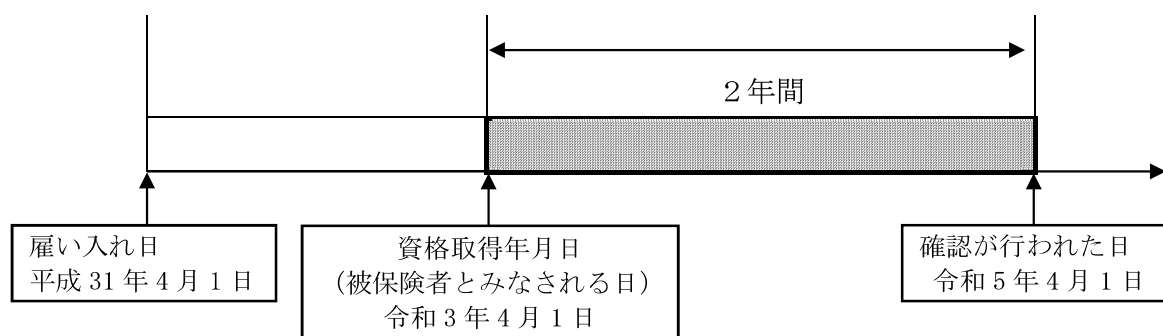 ２年間
雇い入れ日
平成 31 年 4 月 1 日
資格取得年月日
（被保険者とみなされる日）
令和 3 年 4 月 1 日
確認が行われた日
令和 5 年 4 月 1 日